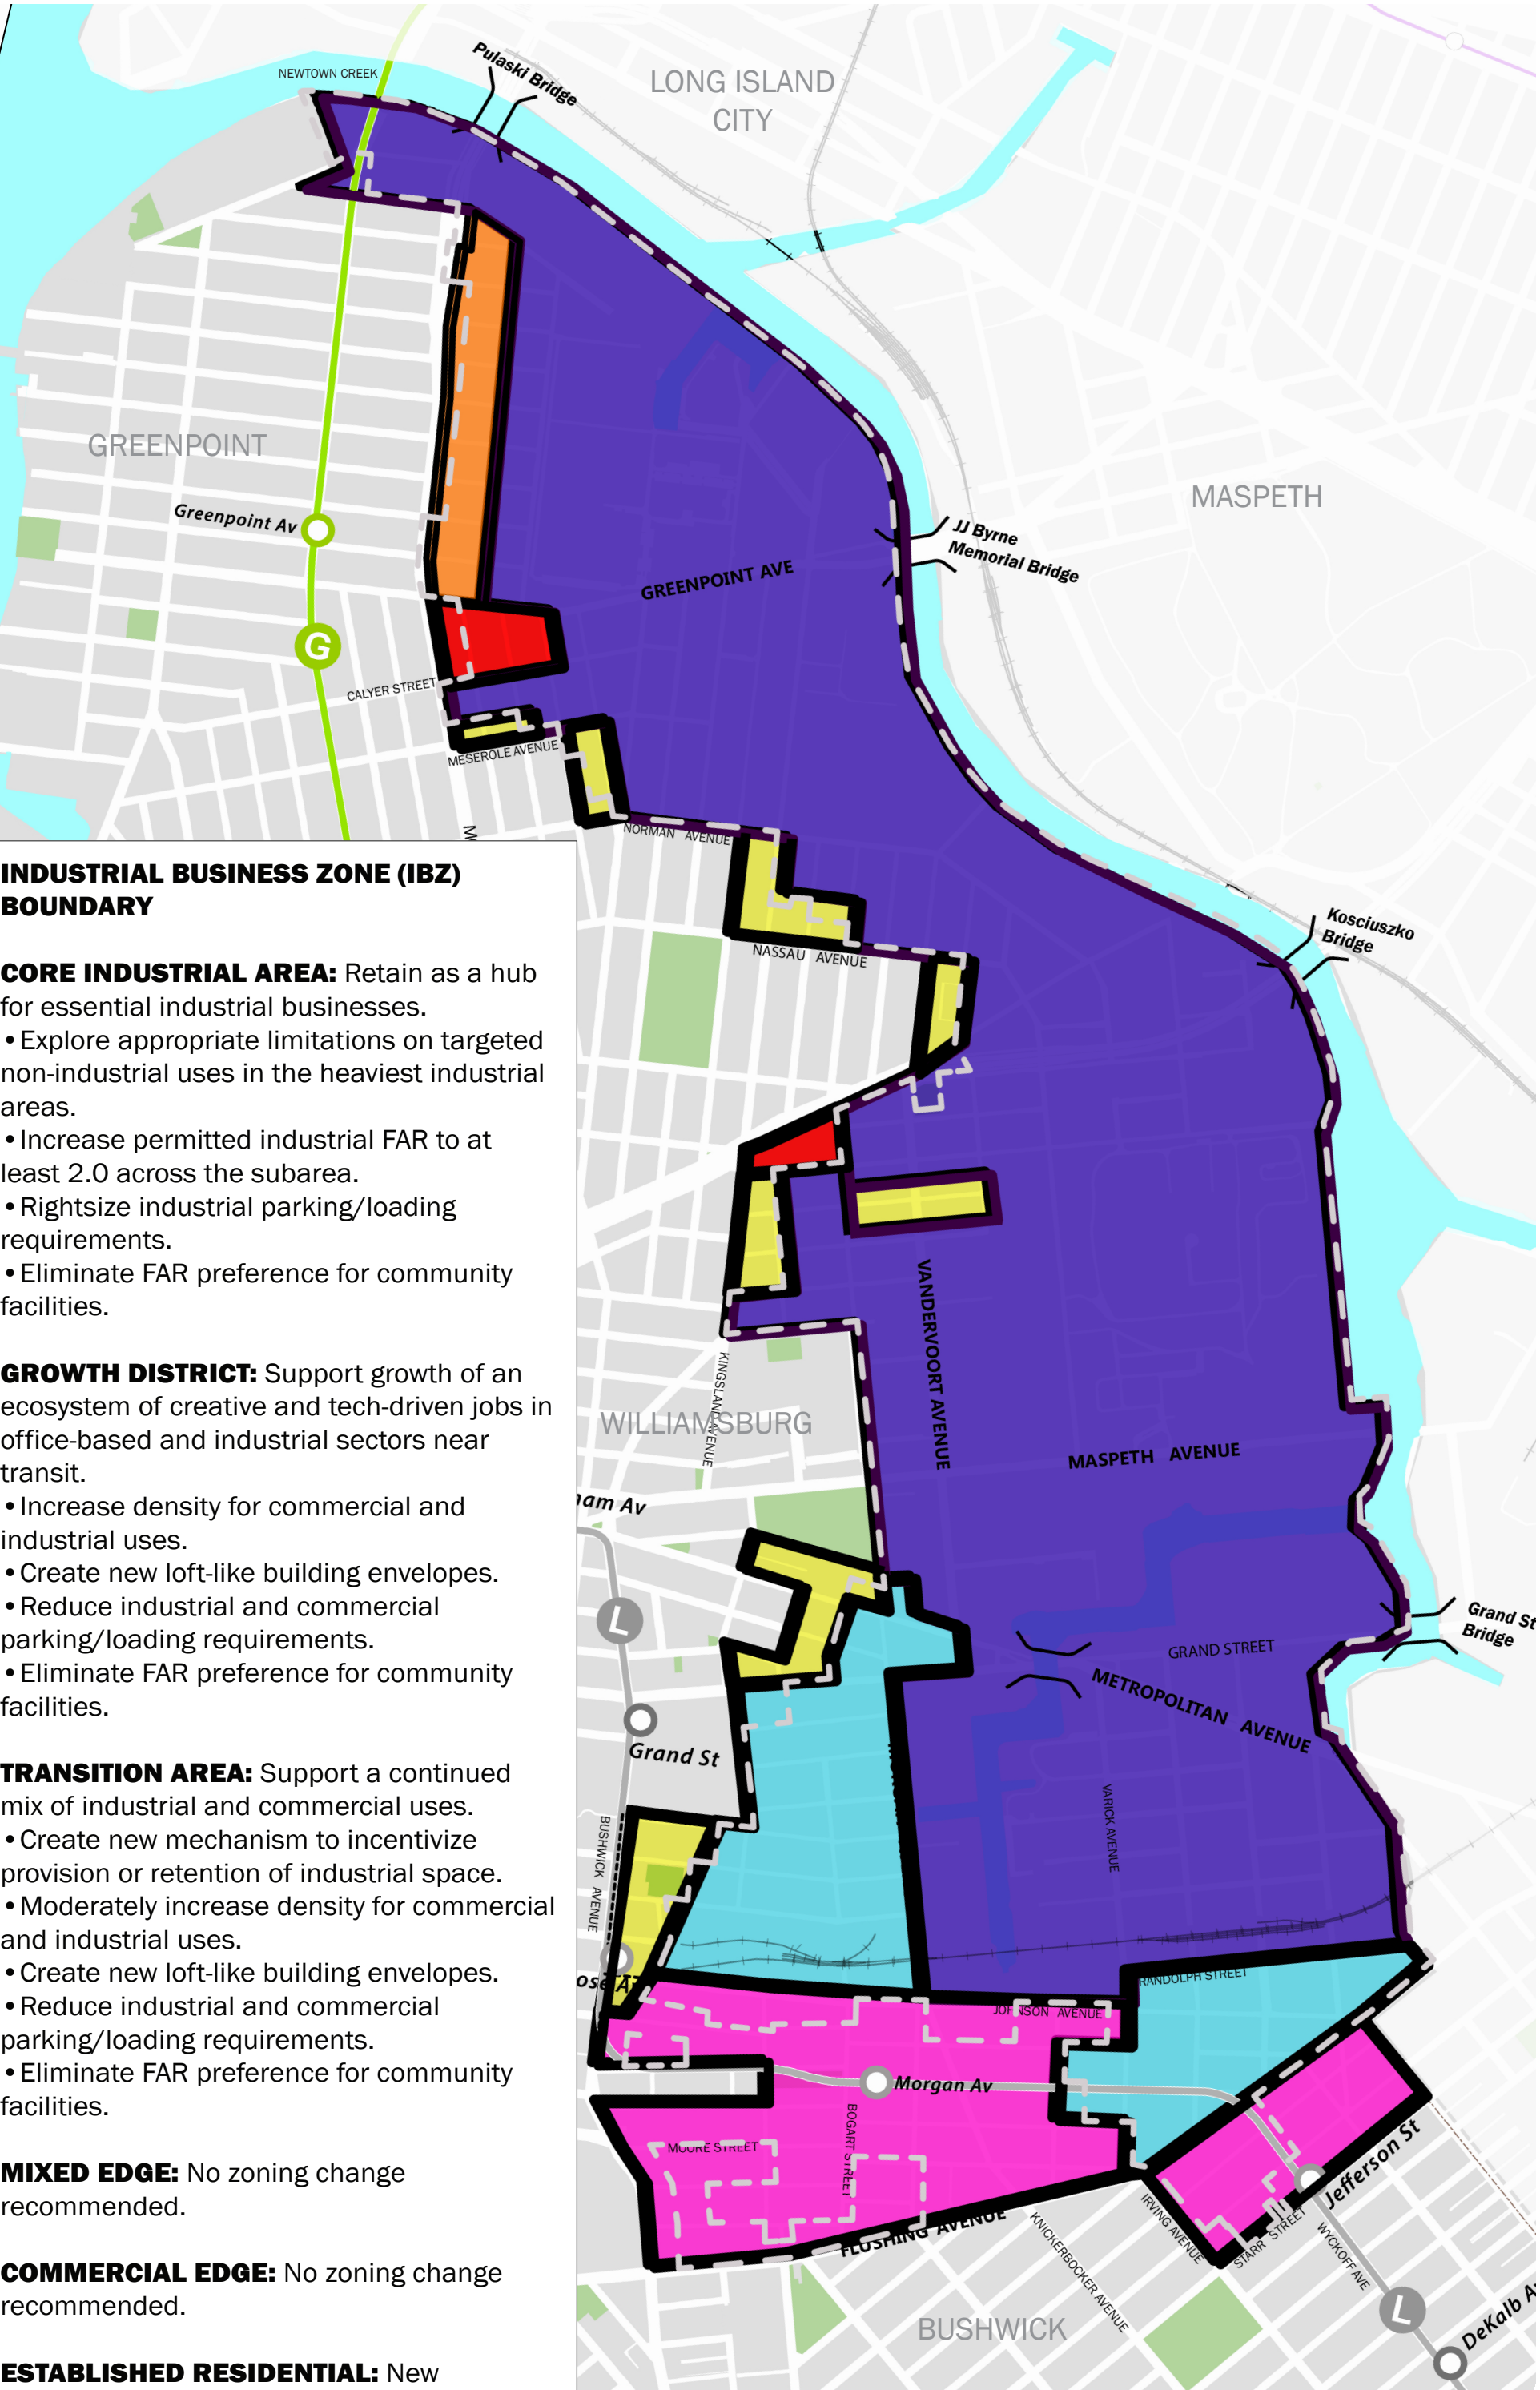 NEWTOWN CREEK
Pulaski Bridge
LONG ISLAND
CITY
GREENPOINT
MASPETH
Greenpoint Av
JJ Byrne
Memorial Bridge
GREENPOINT AVE
G
CALYER STREET
MESEROLE AVENUE
NORMAN AVENUE
NASSAU AVENUE
Kosciuszko
Bridge
INDUSTRIAL BUSINESS ZONE (IBZ)
BOUNDARY
CORE INDUSTRIAL AREA: Retain as a hub
for essential industrial businesses.
•Explore appropriate limitations on targeted
non-industrial uses in the heaviest industrial
areas.
•Increase permitted industrial FAR to at
least 2.0 across the subarea.
•Rightsize industrial parking/loading
requirements.
•Eliminate FAR preference for community
facilities.
GROWTH DISTRICT: Support growth of an
ecosystem of creative and tech-driven jobs in
office-based and industrial sectors near
transit.
•Increase density for commercial and
industrial uses.
•Create new loft-like building envelopes.
•Reduce industrial and commercial
parking/loading requirements.
•Eliminate FAR preference for community
facilities.
TRANSITION AREA: Support a continued
mix of industrial and commercial uses.
•Create new mechanism to incentivize
provision or retention of industrial space.
•Moderately increase density for commercial
and industrial uses.
•Create new loft-like building envelopes.
•Reduce industrial and commercial
parking/loading requirements.
•Eliminate FAR preference for community
facilities.
MIXED EDGE: No zoning change
recommended.
COMMERCIAL EDGE: No zoning change
recommended.
ESTABLISHED RESIDENTIAL: New
VANDERVOORT AVENUE
KINGSLAND AVENUE
WILLIAMSBURG
MASPETH AVENUE
ham Av
L
Grand St
Bridge
GRAND STREET
METROPOLITAN AVENUE
Grand St
VARICK AVENUE
BUSHWICK AVENUE
RANDOLPH STREET
JOHNSON AVENUE
Morgan Av
BOGART STREET
MOORE STREET
FLUSHING AVENUE
Jefferson St
IRVING AVENUE
STARR STREET
WYCKOFF AVE
KNICKERBOCKER AVENUE
BUSHWICK
L
DeKalb Av